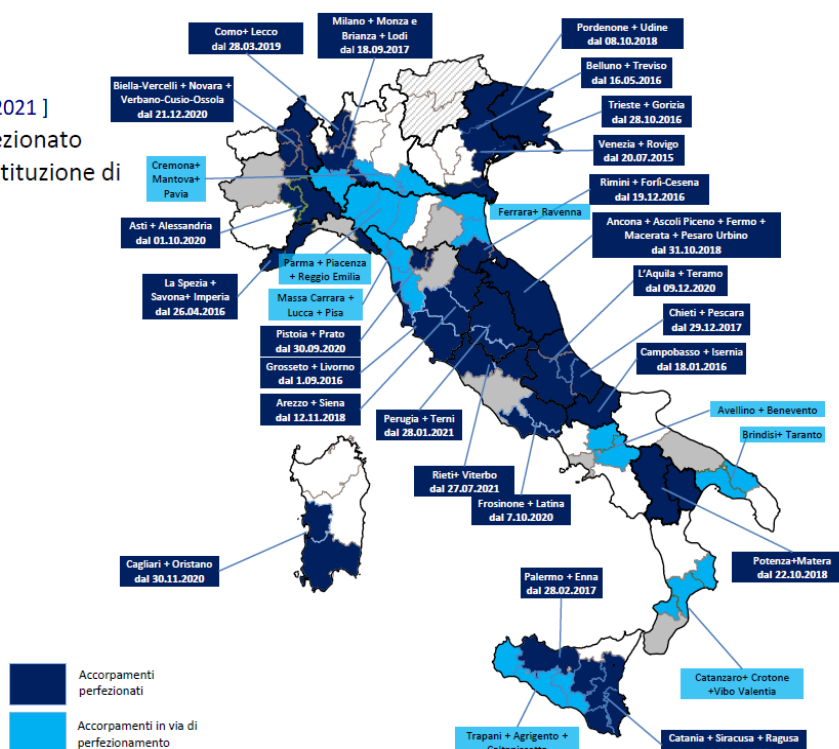 2021 ]
ezionato
stituzione di
Como+ Lecco
dal 28.03.2019
Milano + Monza e
Brianza + Lodi
dal 18.09.2017
Pordenone + Udine
dal 08.10.2018
Belluno + Treviso
dal 16.05.2016
Biella-Vercelli + Novara +
Verbano-Cusio-Ossola
dal 21.12.2020
Trieste + Gorizia
dal 28.10.2016
Venezia + Rovigo
dal 20.07.2015
Cremona+
Mantova+
Pavia
Rimini + Forlì-Cesena
dal 19.12.2016
Ferrara+ Ravenna
Asti + Alessandria
dal 01.10.2020
Ancona + Ascoli Piceno + Fermo +
Macerata + Pesaro Urbino
dal 31.10.2018
Parma + Piacenza
+ Reggio Emilia
La Spezia +
Savona+ Imperia
dal 26.04.2016
L'Aquila + Teramo
dal 09.12.2020
Massa Carrara +
Lucca + Pisa
Chieti + Pescara
dal 29.12.2017
Pistoia + Prato
dal 30.09.2020
Campobasso + Isernia
dal 18.01.2016
Grosseto + Livorno
dal 1.09.2016
Arezzo + Siena
dal 12.11.2018
Perugia + Terni
dal 28.01.2021
Avellino + Benevento
Brindisi+ Taranto
Rieti+ Viterbo
dal 27.07.2021
Frosinone + Latina
dal 7.10.2020
Cagliari + Oristano
dal 30.11.2020
Potenza+Matera
dal 22.10.2018
Palermo + Enna
dal 28.02.2017
Catanzaro+ Crotone
+Vibo Valentia
Trapani + Agrigento +
Catania + Siracusa + Ragusa
Accorpamenti
perfezionati
Accorpamenti in via di
perfezionamento